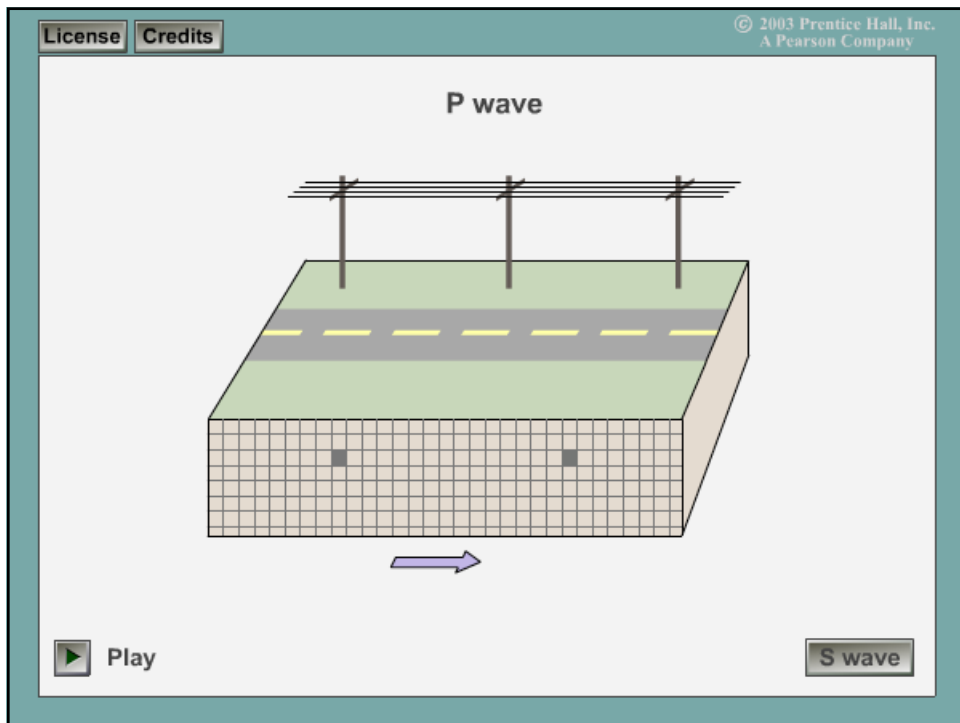 License Credits
© 2003 Prentice Hall, Inc.
A Pearson Company
P wave
Play
S wave